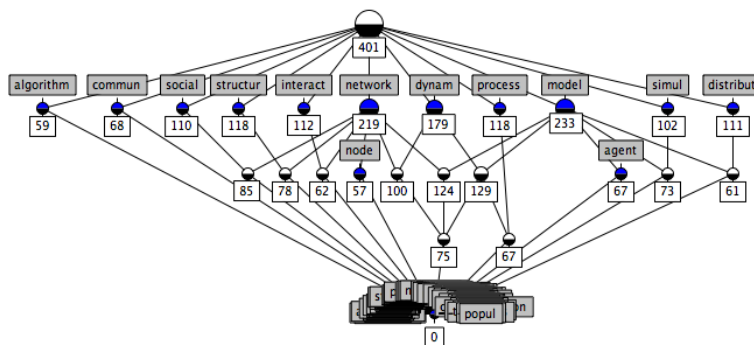 401
algorithm commun social structur interact network dynam process model simul distribut
59 68 110 118 112 219 179 118 233 102 111
node agent
85 78 62 57 100 124 129 67 73 61
75 67
popul
0